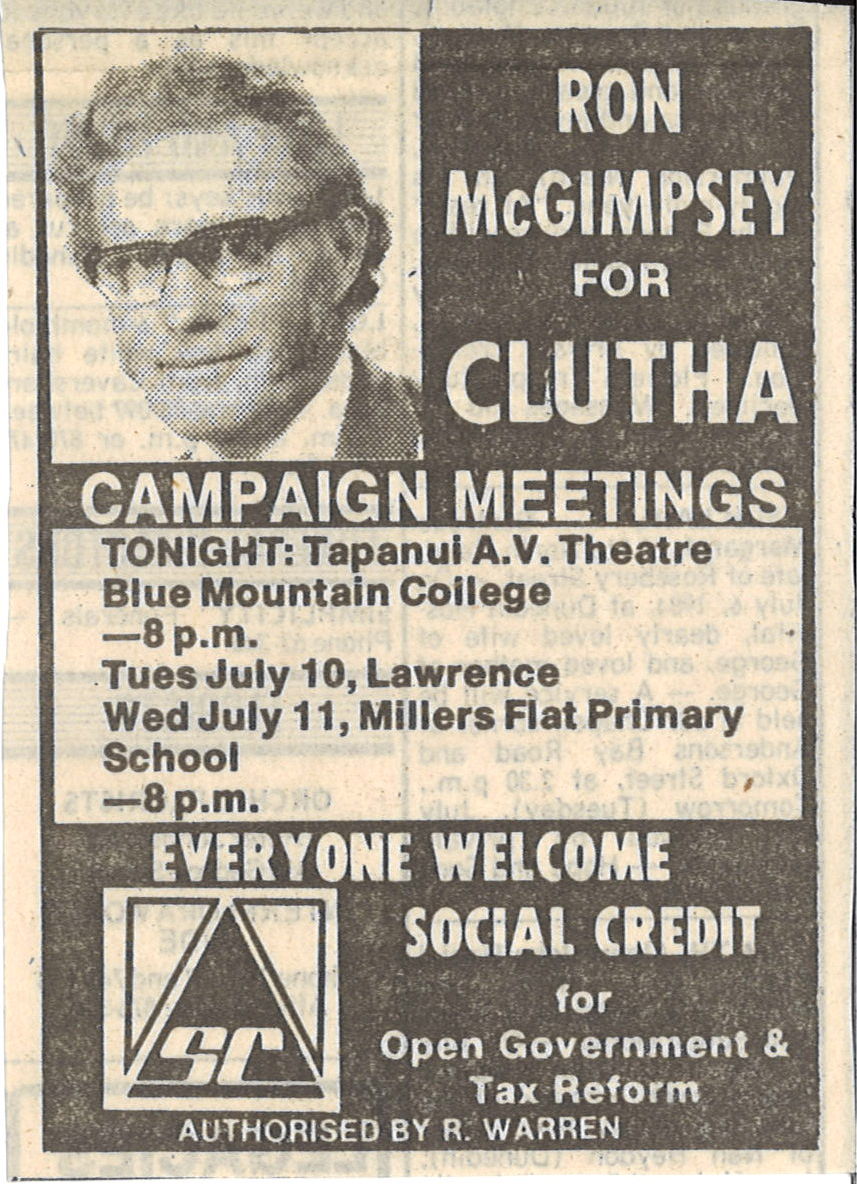 RON
McGIMPSEY
FOR
CLUTHA
CAMPAIGN MEETINGS
TONIGHT: Tapanui A.V. Theatre
Blue Mountain College
—8 p.m.
Tues July 10, Lawrence
Wed July 11, Millers Flat Primary
School
—8 p.m.
EVERYONE WELCOME
SOCIAL CREDIT
for
Open Government &
Tax Reform
SC
AUTHORISED BY R. WARREN